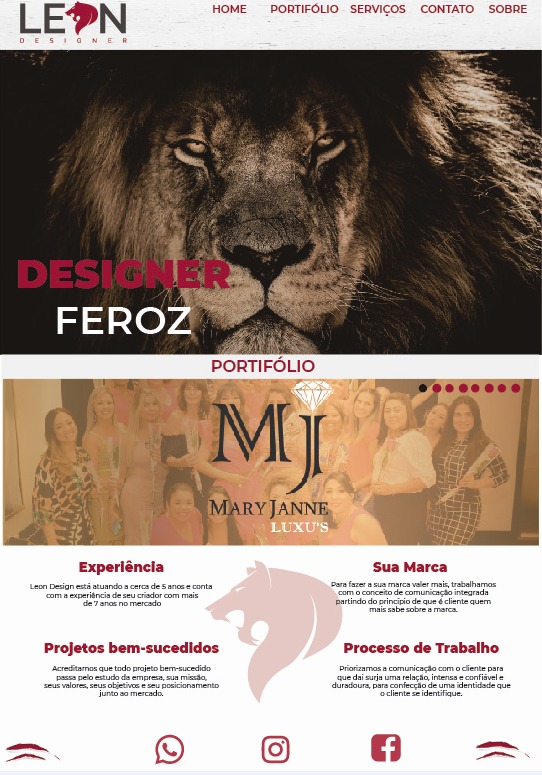 LEON
DESIGNER
HOME PORTIFÓLIO SERVIÇOS CONTATO SOBRE
DESIGNER
FEROZ
PORTIFÓLIO
MJ
MARY JANNE
LUXU'S
Experiência
Leon Design está atuando a cerca de 5 anos e conta
com a experiência de seu criador com mais
de 7 anos no mercado
Sua Marca
Para fazer a sua marca valer mais, trabalhamos
com o conceito de comunicação integrada
partindo do princípio de que é cliente quem
mais sabe sobre a marca.
Projetos bem-sucedidos
Acreditamos que todo projeto bem-sucedido
passa pelo estudo da empresa, sua missão,
seus valores, seus objetivos e seu posicionamento
junto ao mercado.
Processo de Trabalho
Priorizamos a comunicação com o cliente para
que daí surja uma relação, intensa e confiável e
duradoura, para confecção de uma identidade que
o cliente se identifique.